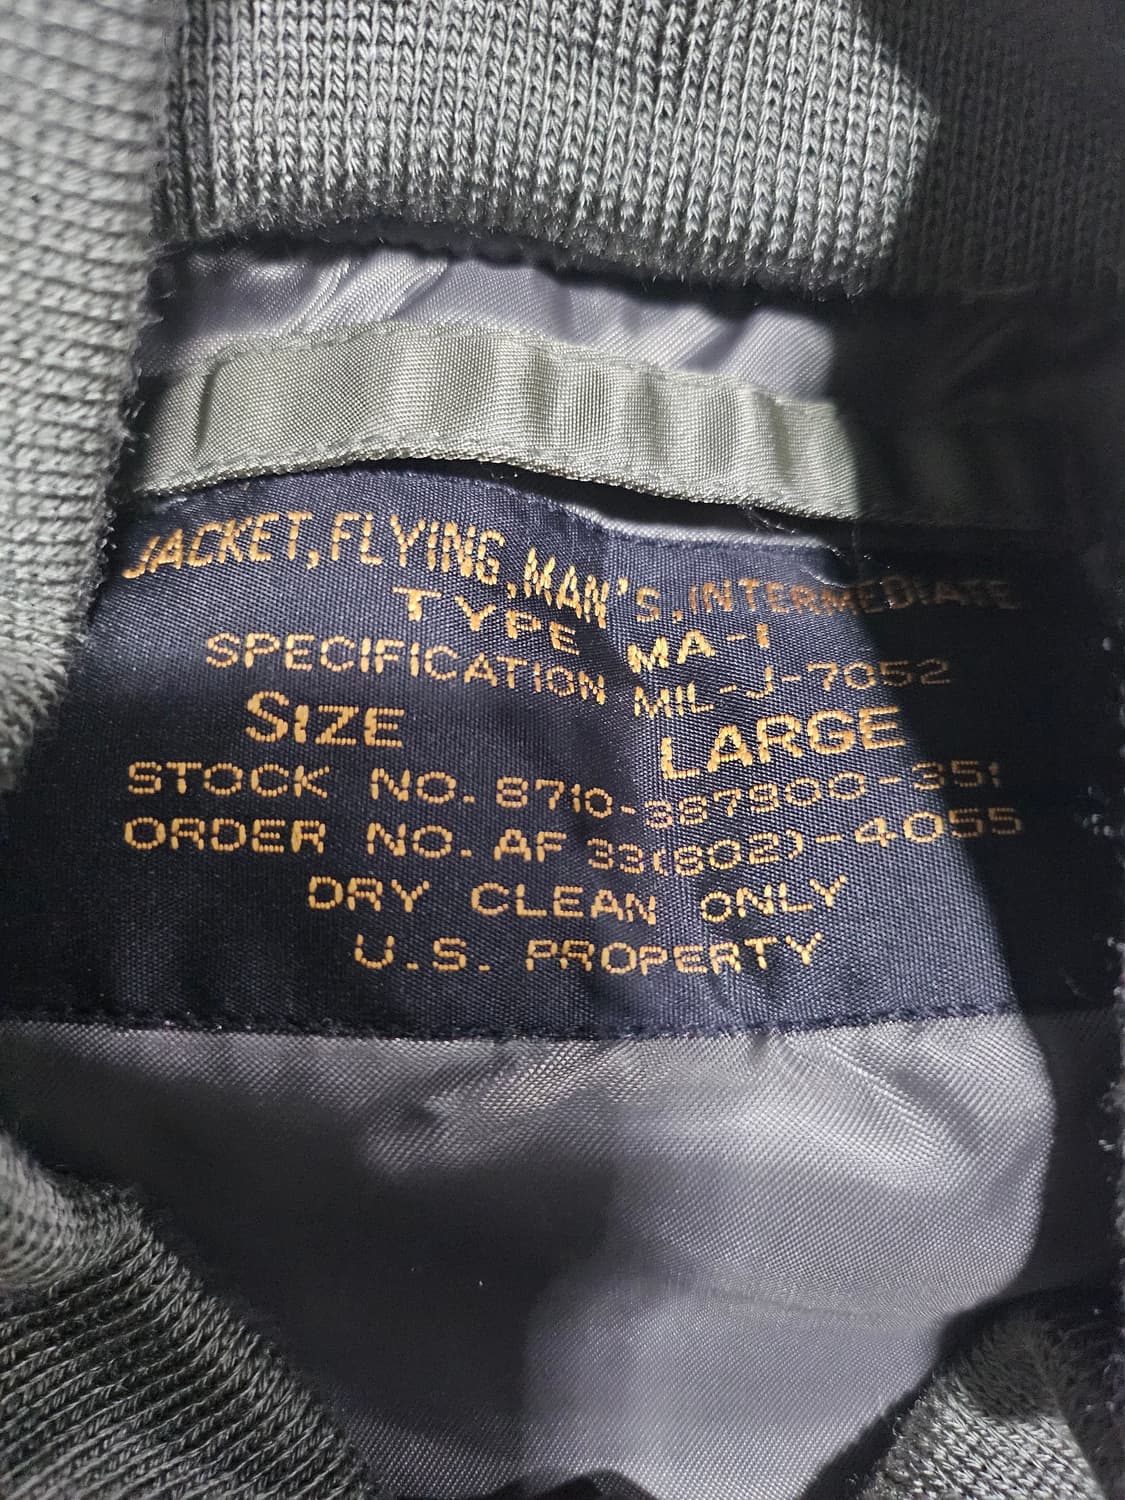 JACKET, FLYING, MAN'S, INTERMEDIATE
TYPE MA-1
SPECIFICATION MIL-J-7052
SIZE LARGE
STOCK NO. 8710-387900-351
ORDER NO. AF 33(602)-4055
DRY CLEAN ONLY
U.S. PROPERTY